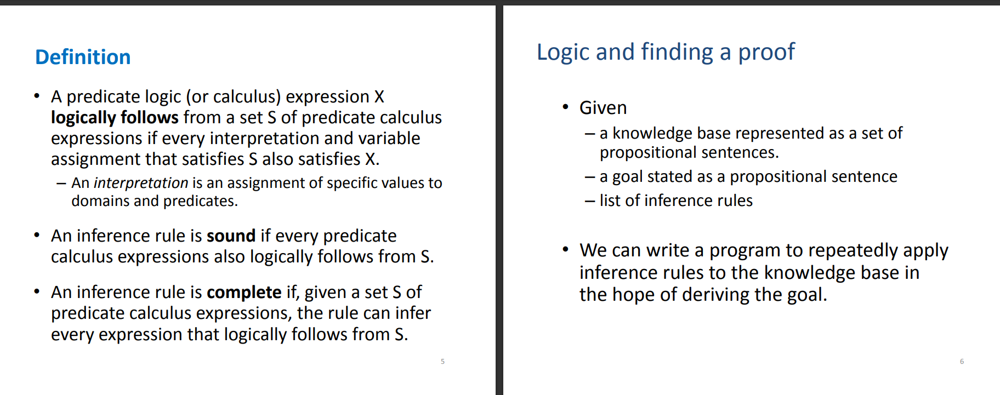 Definition
• A predicate logic (or calculus) expression X
logically follows from a set S of predicate calculus
expressions if every interpretation and variable
assignment that satisfies S also satisfies X.
– An interpretation is an assignment of specific values to
domains and predicates.
• An inference rule is sound if every predicate
calculus expressions also logically follows from S.
• An inference rule is complete if, given a set S of
predicate calculus expressions, the rule can infer
every expression that logically follows from S.
5
Logic and finding a proof
• Given
– a knowledge base represented as a set of
propositional sentences.
– a goal stated as a propositional sentence
– list of inference rules
• We can write a program to repeatedly apply
inference rules to the knowledge base in
the hope of deriving the goal.
6